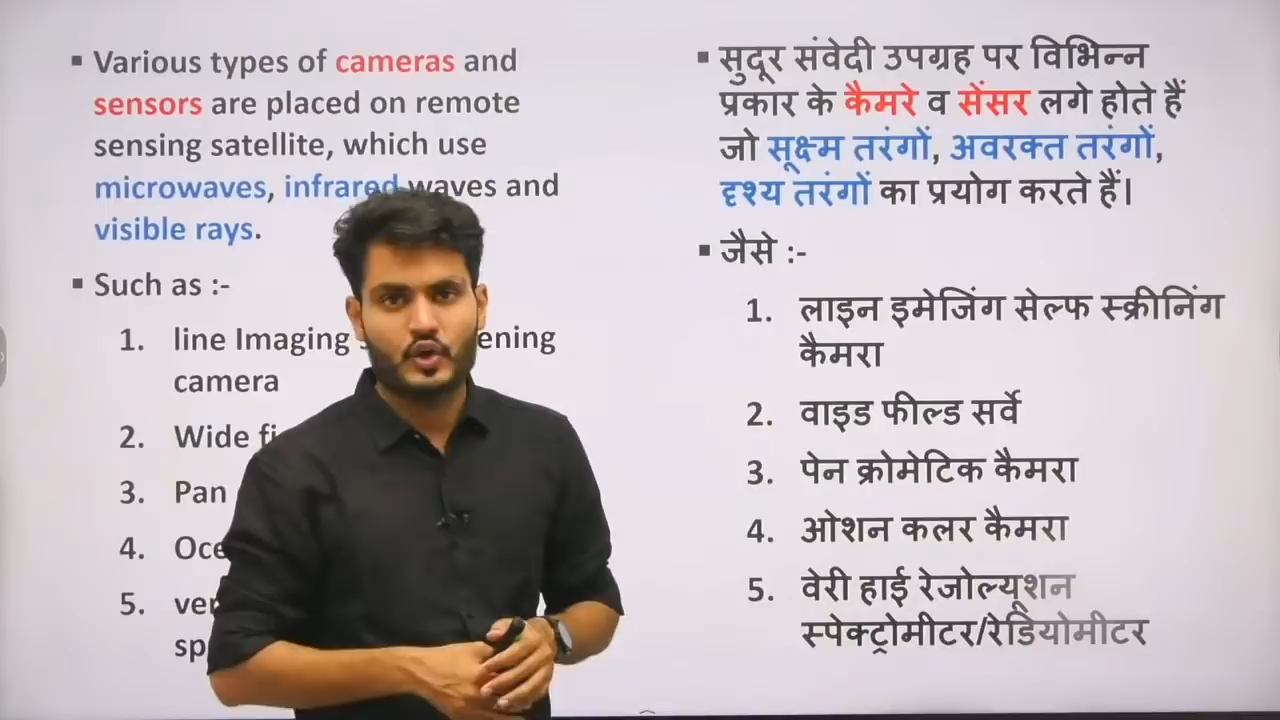 ▪ Various types of cameras and
sensors are placed on remote
sensing satellite, which use
microwaves, infrared waves and
visible rays.
▪ Such as :-
1. line Imaging
camera
2. Wide
3. Pan
4.
5.
▪ सुदूर संवेदी उपग्रह पर विभिन्न
प्रकार के कैमरे व सेंसर लगे होते हैं
जो सूक्ष्म तरंगों, अवरक्त तरंगों,
दृश्य तरंगों का प्रयोग करते हैं।
▪ जैसे :-
1. लाइन इमेजिंग सेल्फ स्क्रीनिंग
कैमरा
2. वाइड फील्ड सर्वे
3. पेन क्रोमेटिक कैमरा
4. ओशन कलर कैमरा
5. वेरी हाई रेजोल्यूशन
स्पेक्ट्रोमीटर/रेडियोमीटर